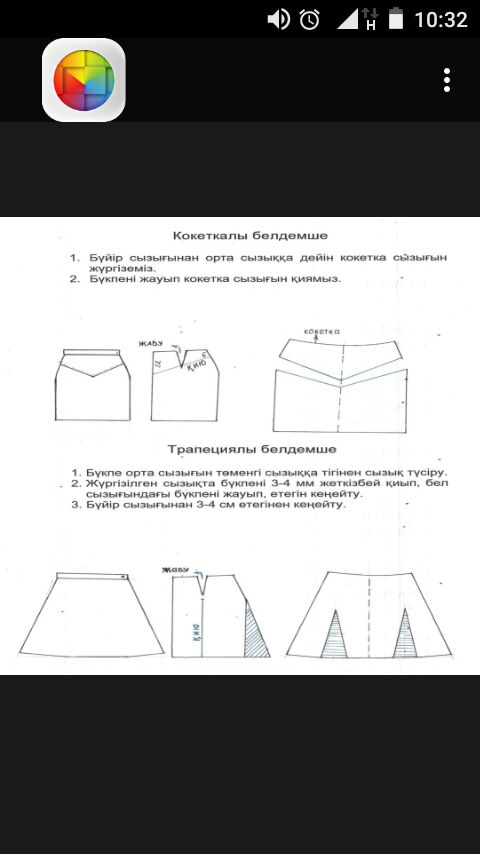 10:32
H
Кокеткалы белдемше
1. Бүйір сызығынан орта сызыққа дейін кокетка сызығын
жүргіземіз.
2. Бүкпені жауып кокетка сызығын қиямыз.
ЖАБУ
12
6
ҚИЮ
кокетка
Трапециялы белдемше
1. Бүкпе орта сызығын төменгі сызыққа тігінен сызық түсіру.
2. Жүргізілген сызықта бүкпені 3-4 мм жеткізбей қиып, бел
сызығындағы бүкпені жауып, етегін кеңейту.
3. Бүйір сызығынан 3-4 см етегінен кеңейту.
ЖАБУ
ҚИЮ